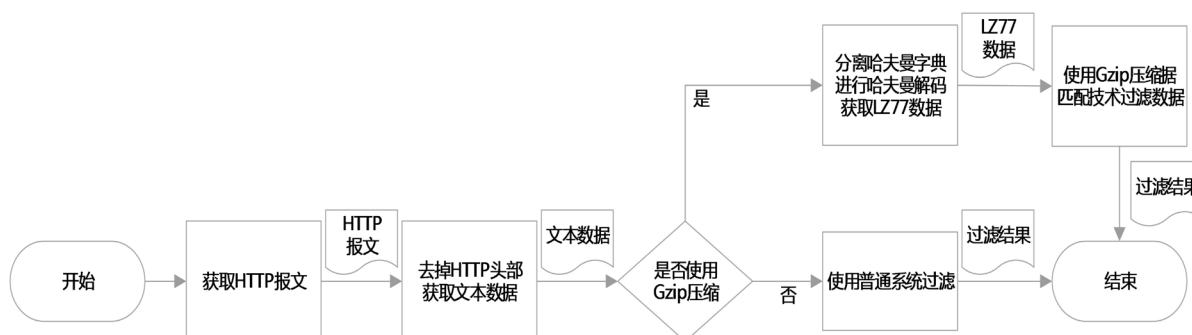 LZ77
数据
分离哈夫曼字典
进行哈夫曼解码
获取LZ77数据
使用Gzip压缩据
匹配技术过滤数据
是
过滤结果
HTTP
报文
文本数据
过滤结果
开始
获取HTTP报文
去掉HTTP头部
获取文本数据
是否使用
Gzip压缩
否
使用普通系统过滤
结束